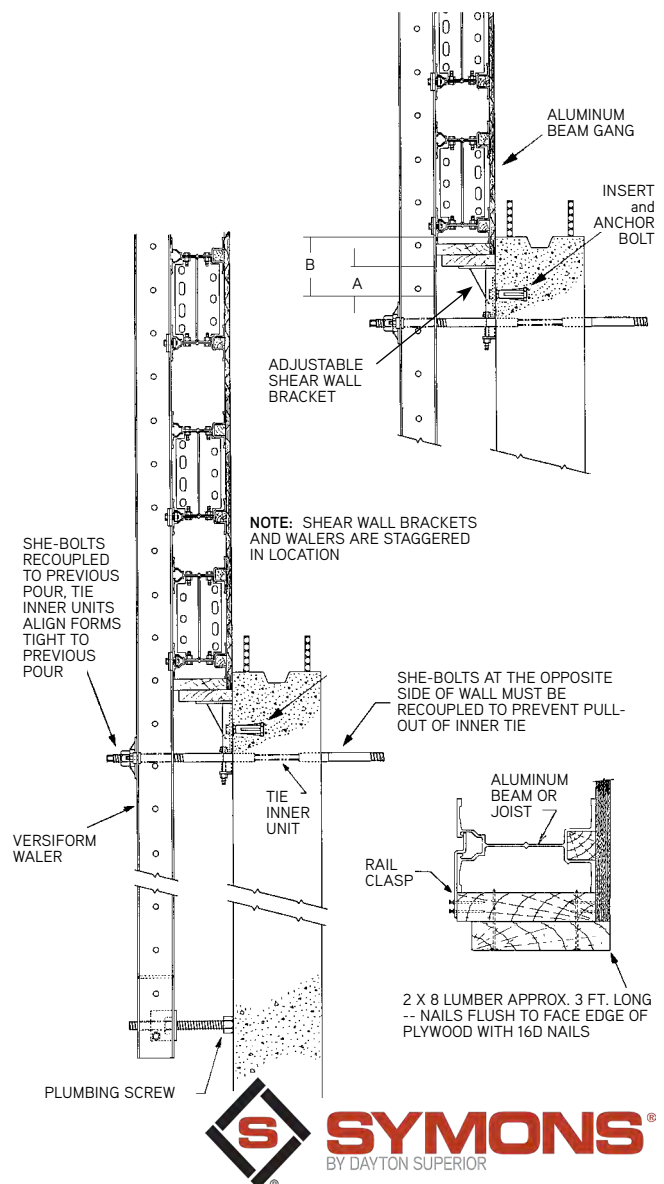 ALUMINUM
BEAM GANG
INSERT
and
ANCHOR
BOLT
B
A
ADJUSTABLE
SHEAR WALL
BRACKET
NOTE: SHEAR WALL BRACKETS
AND WALERS ARE STAGGERED
IN LOCATION
SHE-BOLTS
RECOUPLED
TO PREVIOUS
POUR, TIE
INNER UNITS
ALIGN FORMS
TIGHT TO
PREVIOUS
POUR
SHE-BOLTS AT THE OPPOSITE
SIDE OF WALL MUST BE
RECOUPLED TO PREVENT PULL-
OUT OF INNER TIE
TIE
INNER
UNIT
VERSIFORM
WALER
ALUMINUM
BEAM OR
JOIST
RAIL
CLASP
2 X 8 LUMBER APPROX. 3 FT. LONG
-- NAILS FLUSH TO FACE EDGE OF
PLYWOOD WITH 16D NAILS
PLUMBING SCREW
S
®
SYMONS®
BY DAYTON SUPERIOR